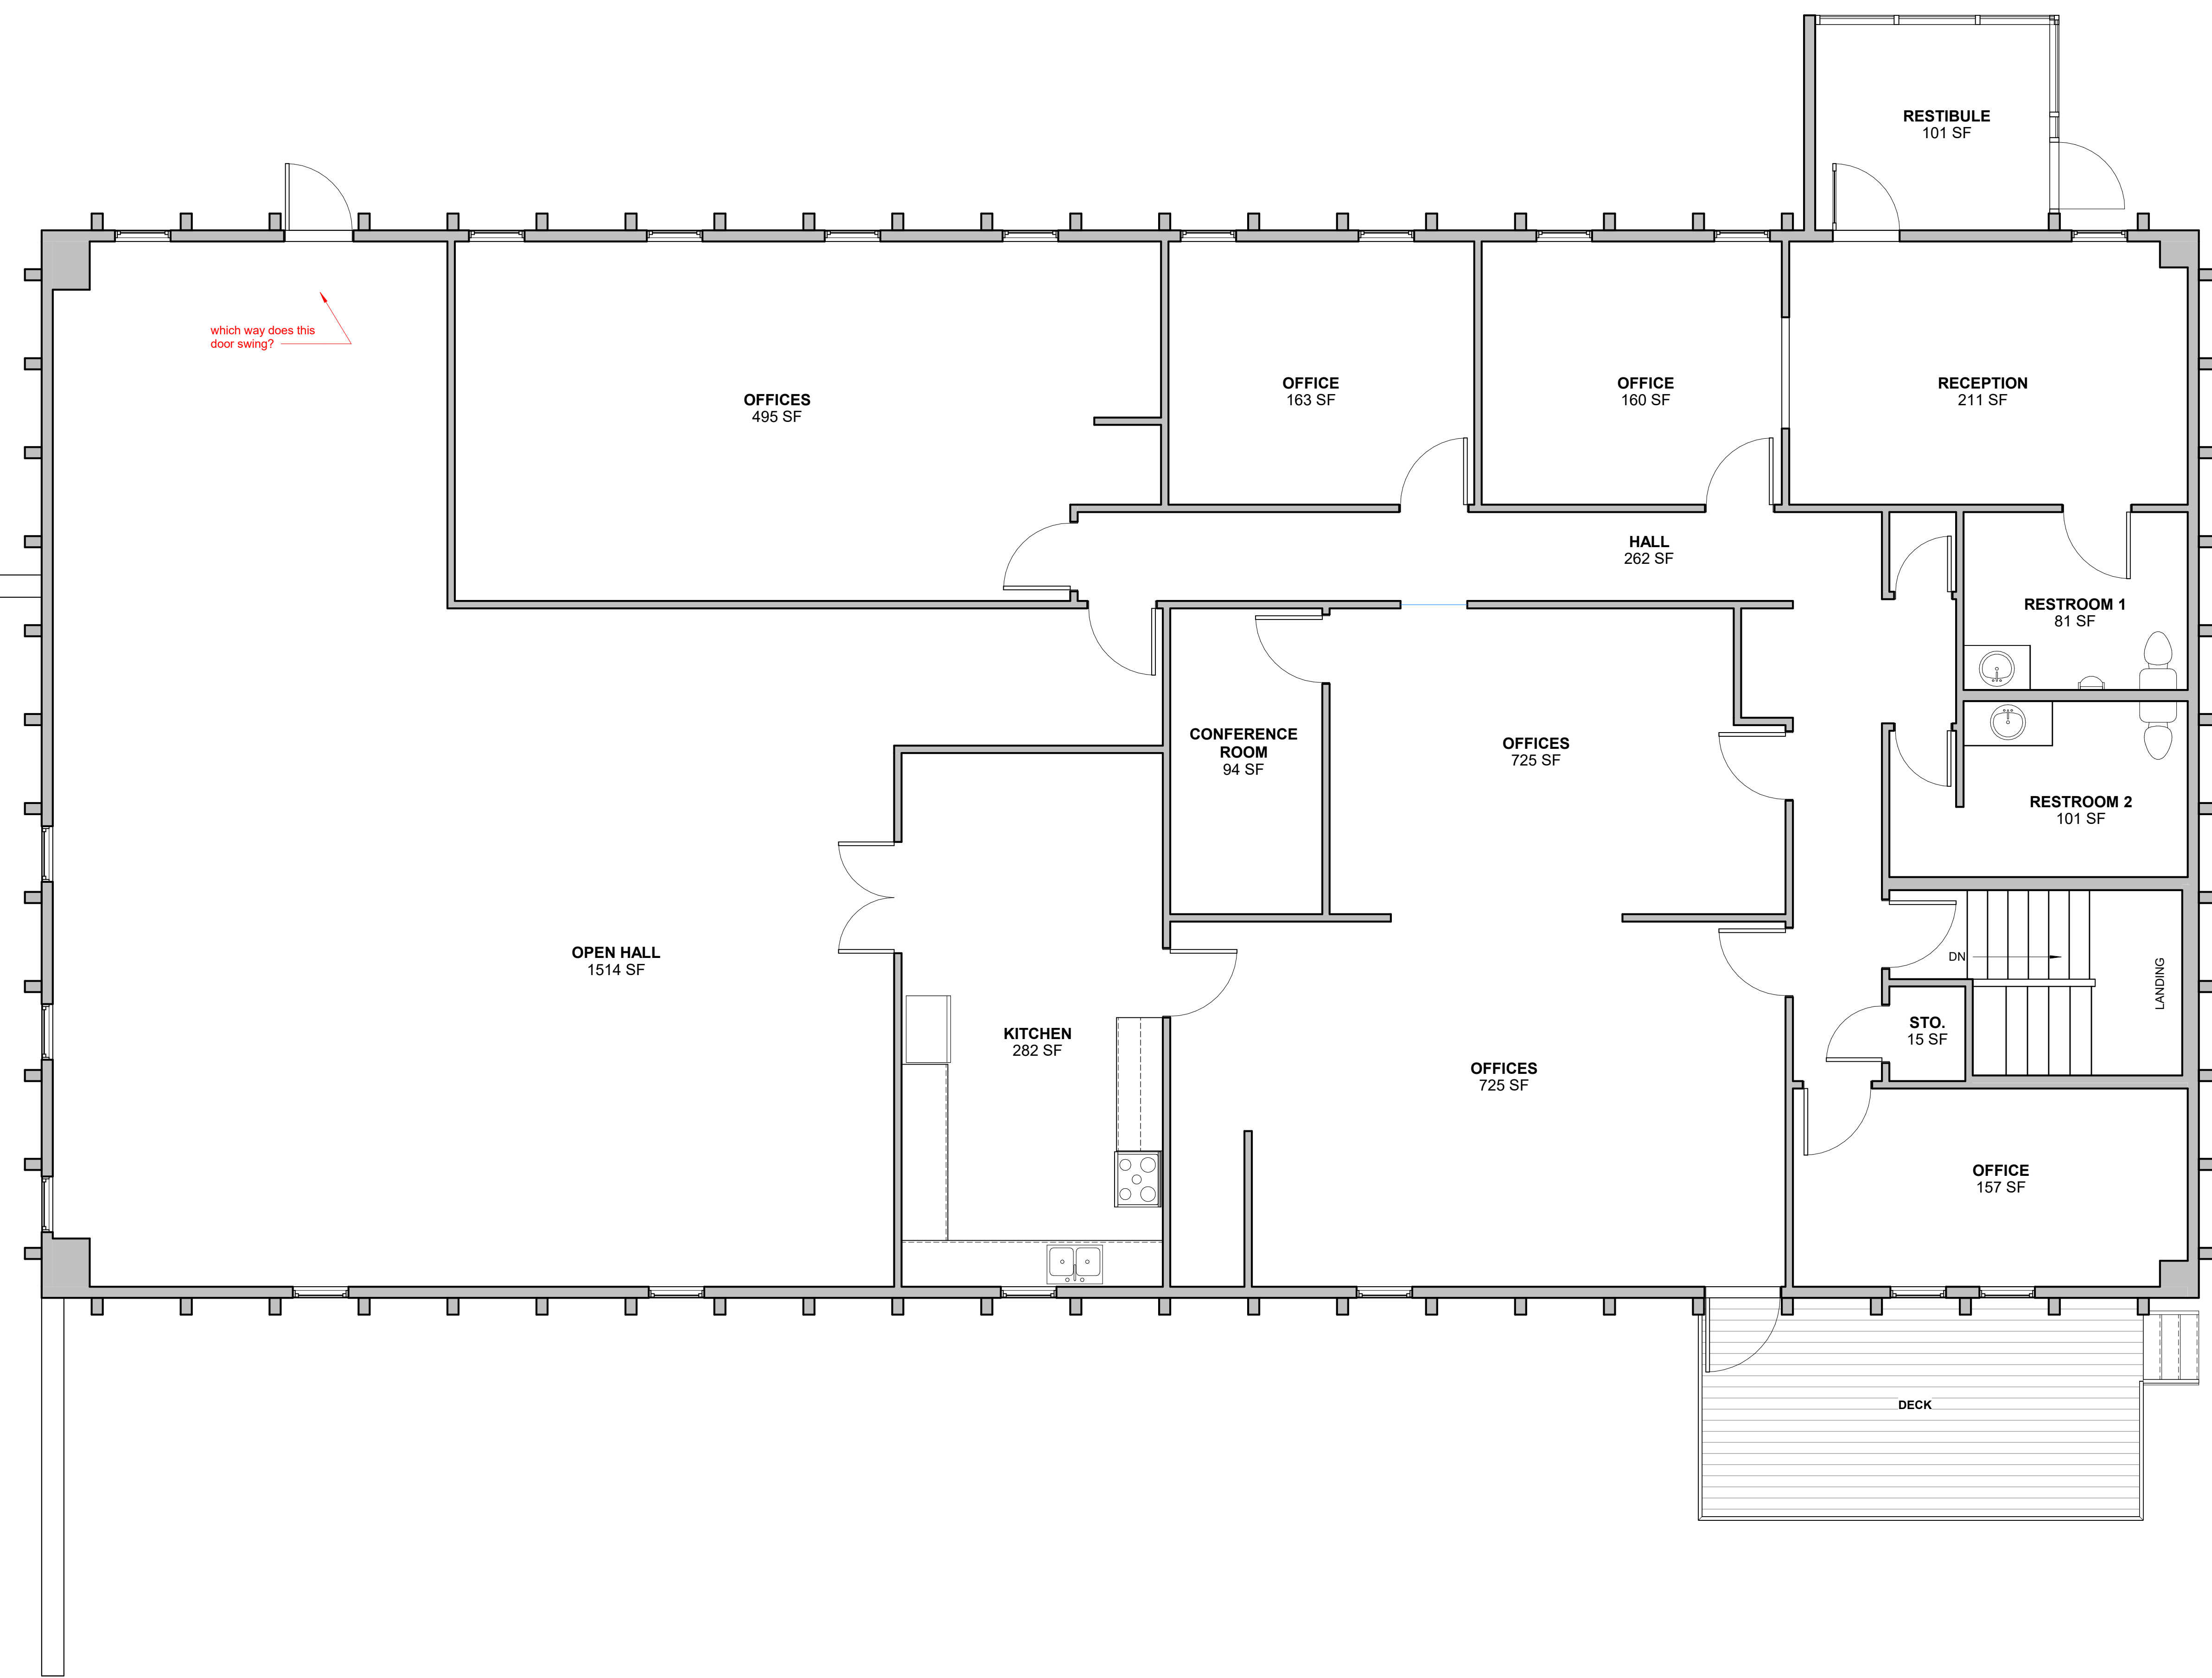 RESTIBULE
101 SF
which way does this
door swing?
OFFICES
495 SF
OFFICE
163 SF
OFFICE
160 SF
RECEPTION
211 SF
HALL
262 SF
RESTROOM 1
81 SF
CONFERENCE
ROOM
94 SF
OFFICES
725 SF
RESTROOM 2
101 SF
OPEN HALL
1514 SF
DN
LANDING
KITCHEN
282 SF
STO.
15 SF
OFFICES
725 SF
OFFICE
157 SF
DECK